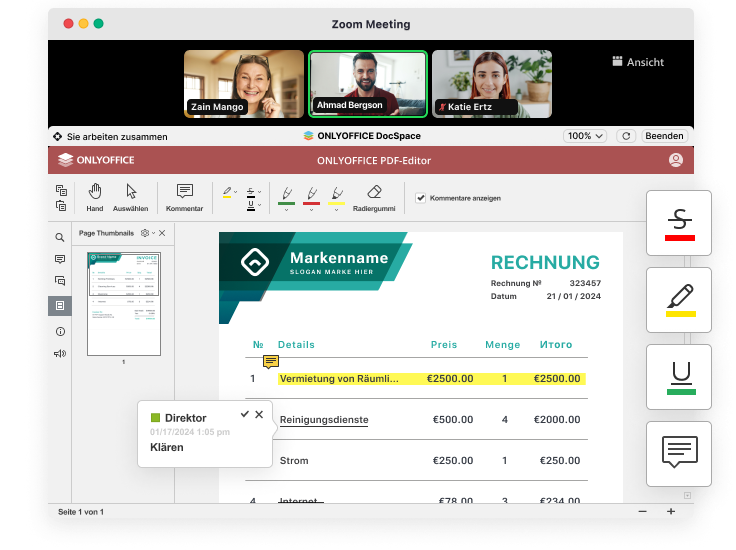 Zoom Meeting
Ansicht
Zain Mango
Ahmad Bergson
Katie Ertz
Sie arbeiten zusammen
ONLYOFFICE DocSpace
100%
Beenden
ONLYOFFICE
ONLYOFFICE PDF-Editor
Hand
Auswählen
Kommentar
Radiergummi
Kommentare anzeigen
Page Thumbnails
INVOICE
1
Markenname
SLOGAN MARKE HIER
RECHNUNG
Rechnung № 323457
Datum 21 / 01 / 2024
№ Details Preis Menge Итого
1 Vermietung von Räumli... €2500.00 1 €2500.00
Reinigungsdienste €500.00 4 €2000.00
Strom €250.00 1 €250.00
4 Internet €78.00 3 €234.00
Direktor
01/17/2024 1:05 pm
Klären
S
U
Seite 1 von 1